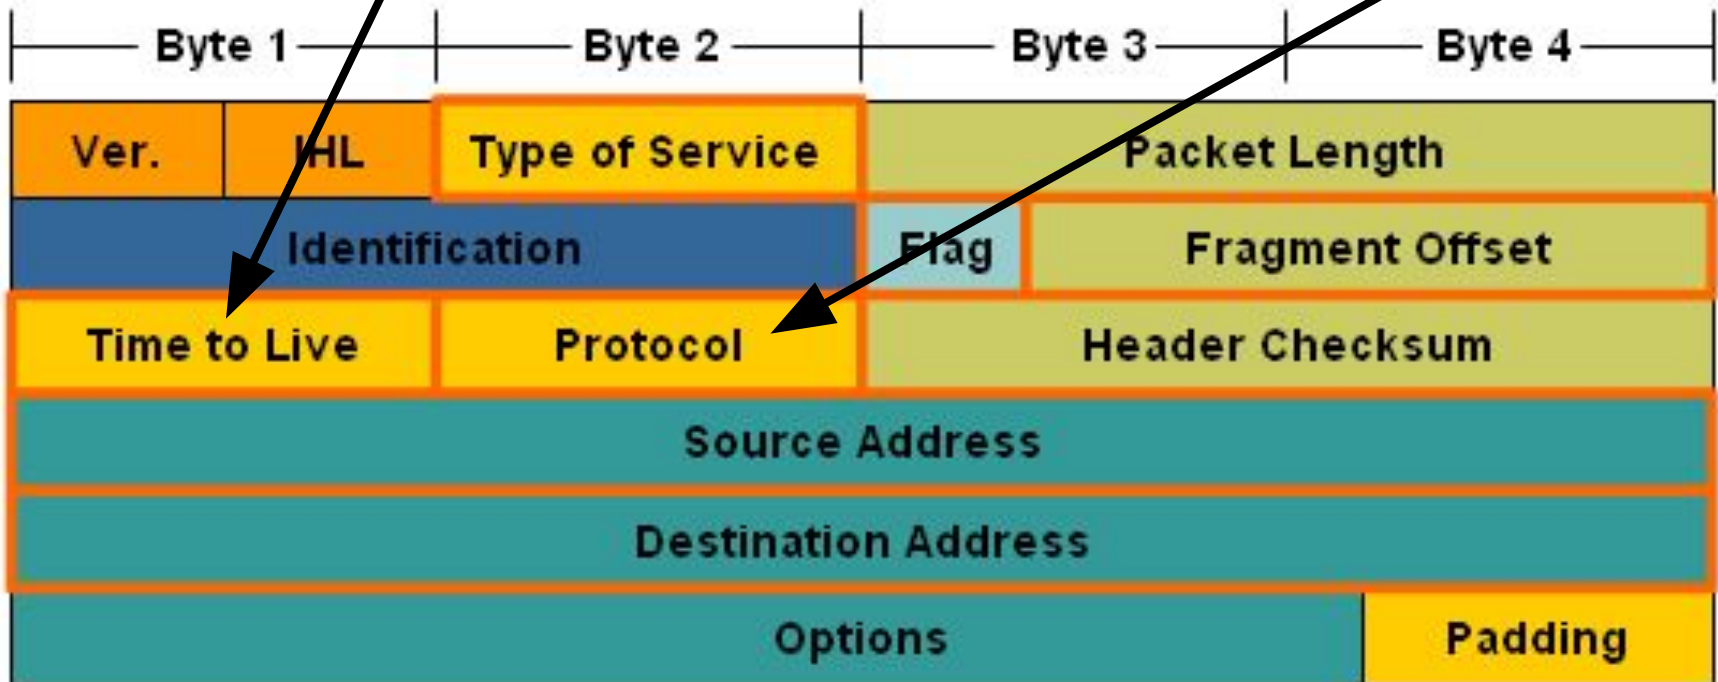 Byte 1 Byte 2 Byte 3 Byte 4
Ver. IHL Type of Service Packet Length
Identification Flag Fragment Offset
Time to Live Protocol Header Checksum
Source Address
Destination Address
Options Padding